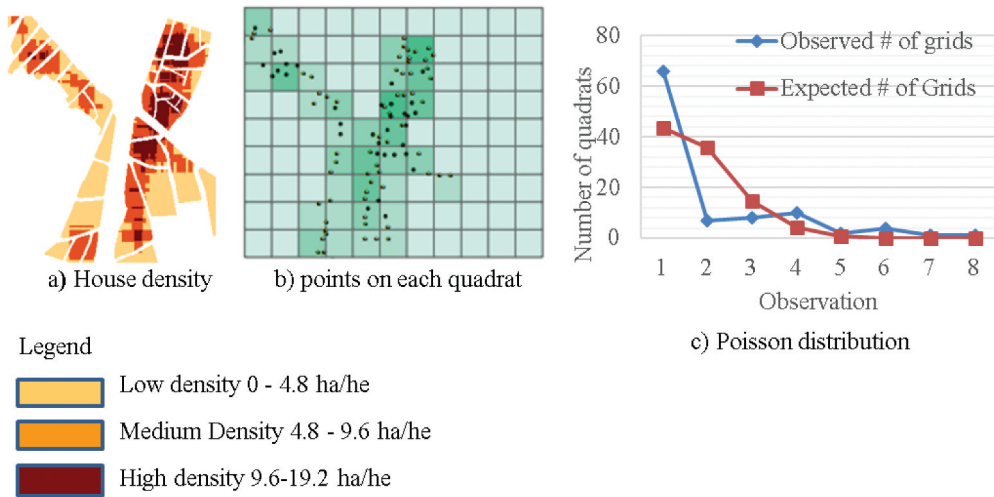 a) House density
b) points on each quadrat
80
60
40
20
0
Number of quadrats
Observed # of grids
Expected # of Grids
1 2 3 4 5 6 7 8
Observation
c) Poisson distribution
Legend
Low density 0 - 4.8 ha/he
Medium Density 4.8 - 9.6 ha/he
High density 9.6-19.2 ha/he